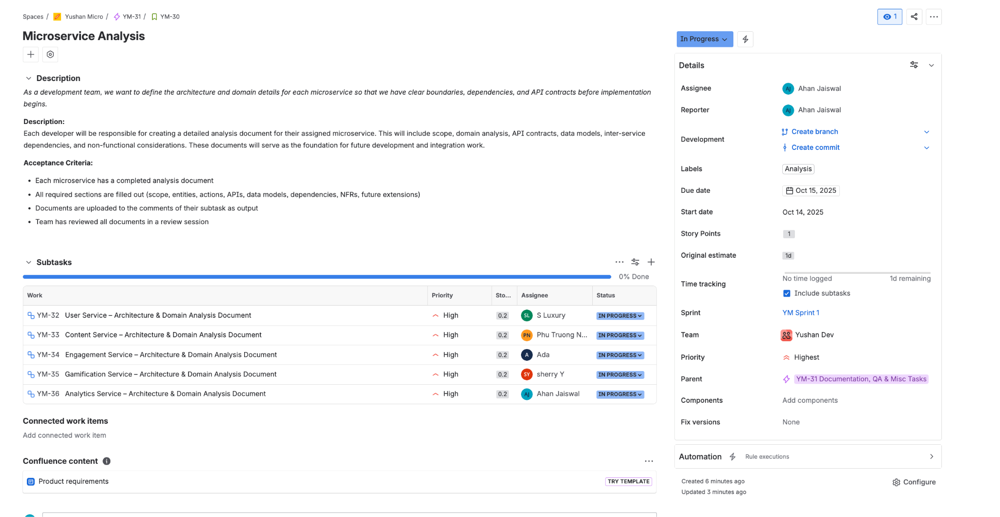 Spaces / Yushan Micro / YM-31 / YM-30
1
Microservice Analysis
In Progress
Description
As a development team, we want to define the architecture and domain details for each microservice so that we have clear boundaries, dependencies, and API contracts before implementation
begins.
Description:
Each developer will be responsible for creating a detailed analysis document for their assigned microservice. This will include scope, domain analysis, API contracts, data models, inter-service
dependencies, and non-functional considerations. These documents will serve as the foundation for future development and integration work.
Acceptance Criteria:
• Each microservice has a completed analysis document
• All required sections are filled out (scope, entities, actions, APIs, data models, dependencies, NFRs, future extensions)
• Documents are uploaded to the comments of their subtask as output
• Team has reviewed all documents in a review session
Subtasks
0% Done
Work Priority Sto... Assignee Status
YM-32 User Service – Architecture & Domain Analysis Document High 0.2 SL S Luxury IN PROGRESS
YM-33 Content Service – Architecture & Domain Analysis Document High 0.2 PN Phu Truong N... IN PROGRESS
YM-34 Engagement Service – Architecture & Domain Analysis Document High 0.2 A Ada IN PROGRESS
YM-35 Gamification Service – Architecture & Domain Analysis Document High 0.2 SY sherry Y IN PROGRESS
YM-36 Analytics Service – Architecture & Domain Analysis Document High 0.2 AJ Ahan Jaiswal IN PROGRESS
Connected work items
Add connected work item
Confluence content
Product requirements TRY TEMPLATE
Details
Assignee AJ Ahan Jaiswal
Reporter AJ Ahan Jaiswal
Development Create branch
Create commit
Labels Analysis
Due date Oct 15, 2025
Start date Oct 14, 2025
Story Points 1
Original estimate 1d
Time tracking No time logged 1d remaining
Include subtasks
Sprint YM Sprint 1
Team Yushan Dev
Priority Highest
Parent YM-31 Documentation, QA & Misc Tasks
Components Add components
Fix versions None
Automation Rule executions
Created 6 minutes ago
Updated 3 minutes ago
Configure